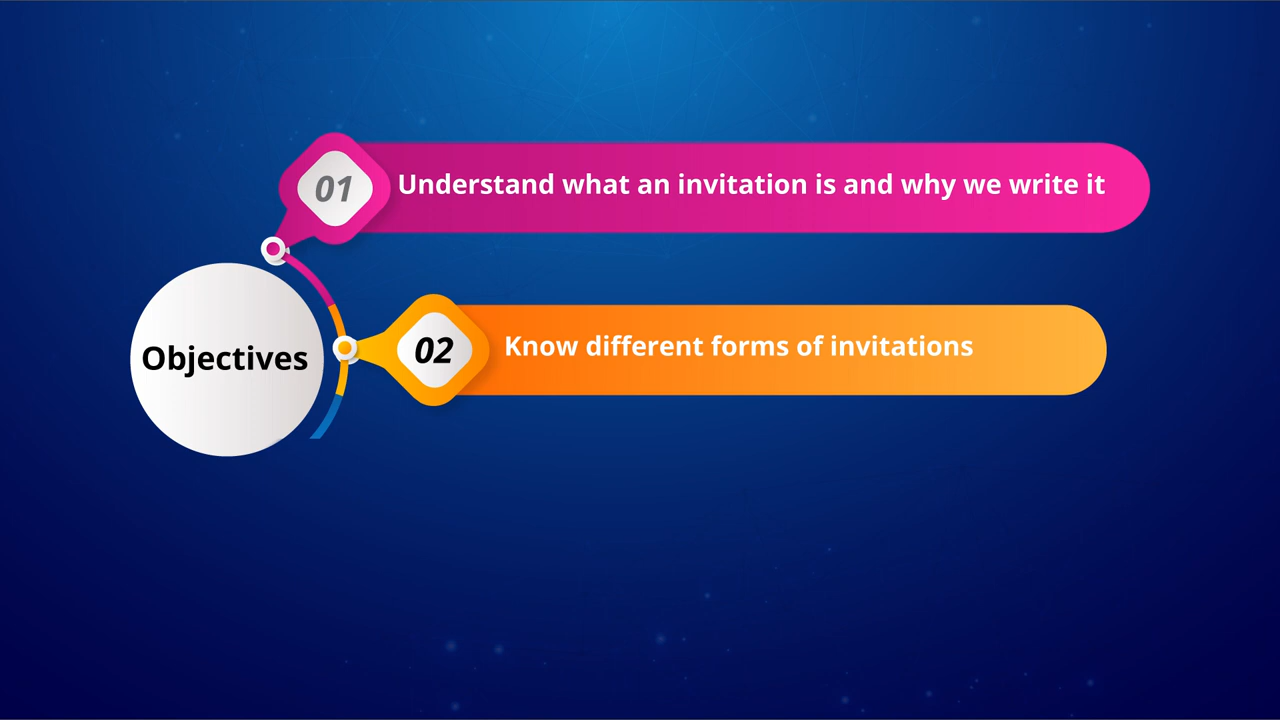 01
Understand what an invitation is and why we write it
Objectives
02
Know different forms of invitations